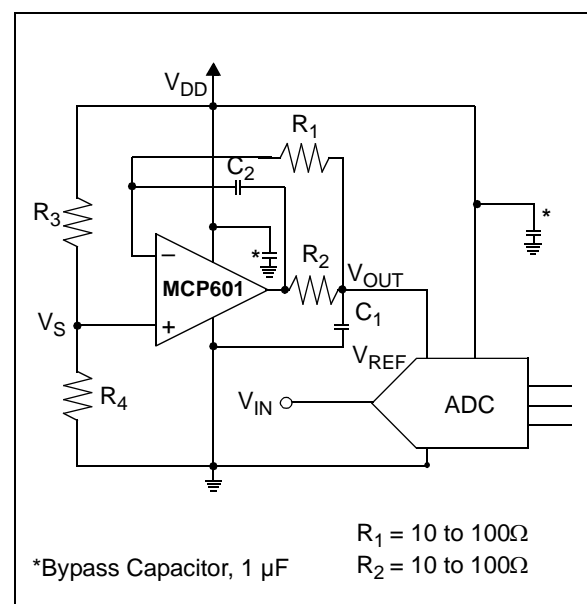 V_DD
R_1
C_2
R_3
*
*
R_2
−
MCP601
V_OUT
V_S
+
C_1
V_REF
R_4
V_IN
ADC
R_1 = 10 to 100Ω
*Bypass Capacitor, 1 µF
R_2 = 10 to 100Ω